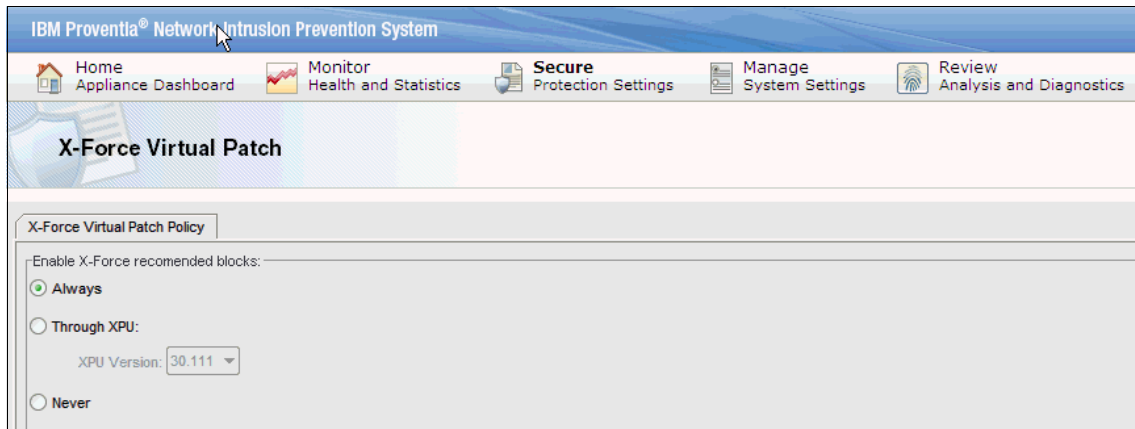 IBM Proventia® Network Intrusion Prevention System
Home
Appliance Dashboard
Monitor
Health and Statistics
Secure
Protection Settings
Manage
System Settings
Review
Analysis and Diagnostics
X-Force Virtual Patch
X-Force Virtual Patch Policy
Enable X-Force recomended blocks:
Always
Through XPU:
XPU Version: 30.111
Never